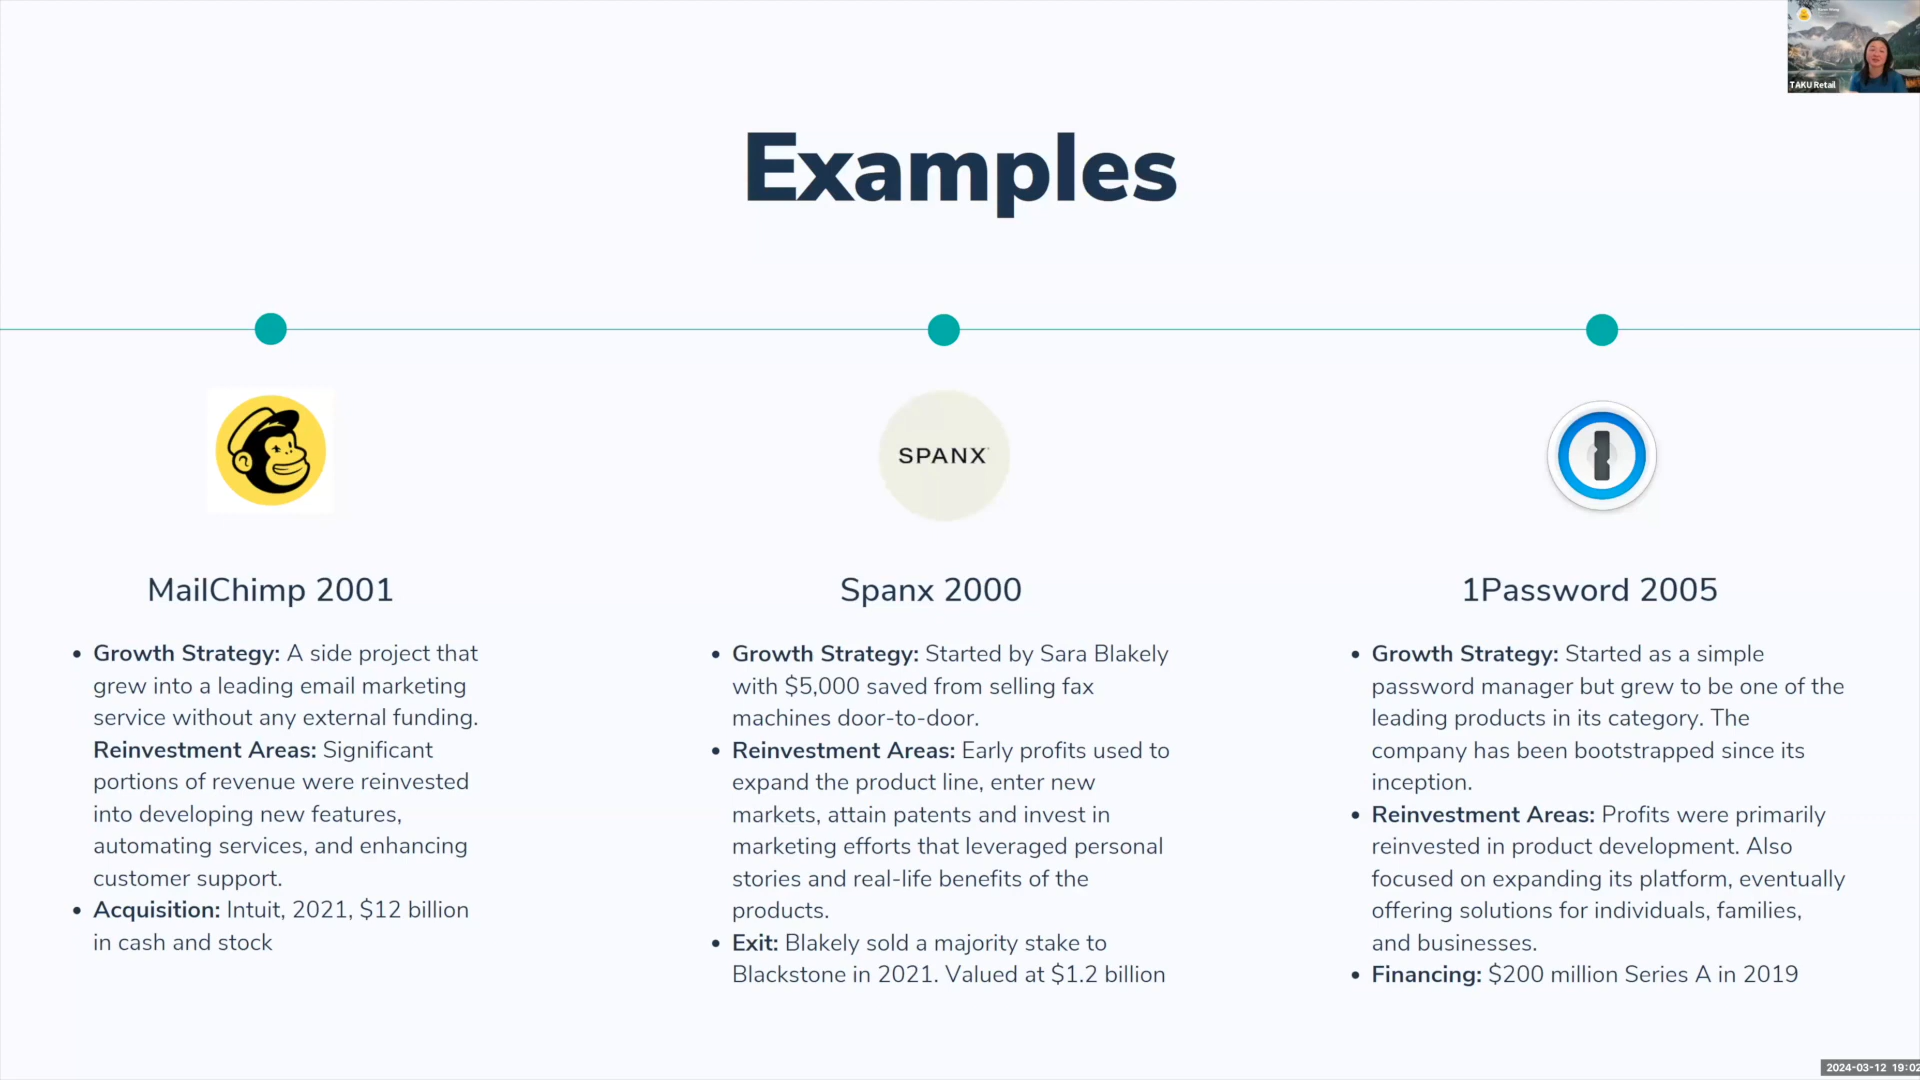 TAKU Retail
Examples
SPANX
MailChimp 2001
• Growth Strategy: A side project that
grew into a leading email marketing
service without any external funding.
Reinvestment Areas: Significant
portions of revenue were reinvested
into developing new features,
automating services, and enhancing
customer support.
• Acquisition: Intuit, 2021, $12 billion
in cash and stock
Spanx 2000
• Growth Strategy: Started by Sara Blakely
with $5,000 saved from selling fax
machines door-to-door.
• Reinvestment Areas: Early profits used to
expand the product line, enter new
markets, attain patents and invest in
marketing efforts that leveraged personal
stories and real-life benefits of the
products.
• Exit: Blakely sold a majority stake to
Blackstone in 2021. Valued at $1.2 billion
1Password 2005
• Growth Strategy: Started as a simple
password manager but grew to be one of the
leading products in its category. The
company has been bootstrapped since its
inception.
• Reinvestment Areas: Profits were primarily
reinvested in product development. Also
focused on expanding its platform, eventually
offering solutions for individuals, families,
and businesses.
• Financing: $200 million Series A in 2019
2024-03-12 19:02